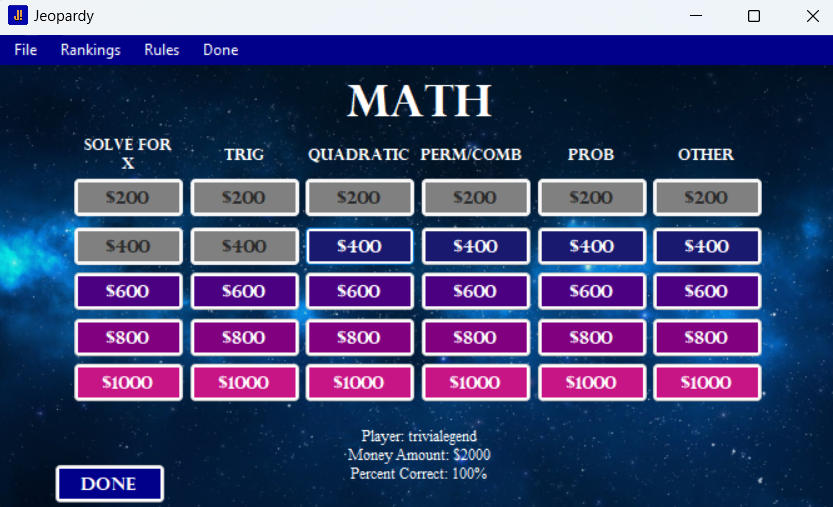 J! Jeopardy
File Rankings Rules Done
MATH
SOLVE FOR
X
TRIG
QUADRATIC
PERM/COMB
PROB
OTHER
$200 $200 $200 $200 $200 $200
$400 $400 $400 $400 $400 $400
$600 $600 $600 $600 $600 $600
$800 $800 $800 $800 $800 $800
$1000 $1000 $1000 $1000 $1000 $1000
Player: trivialegend
Money Amount: $2000
Percent Correct: 100%
DONE